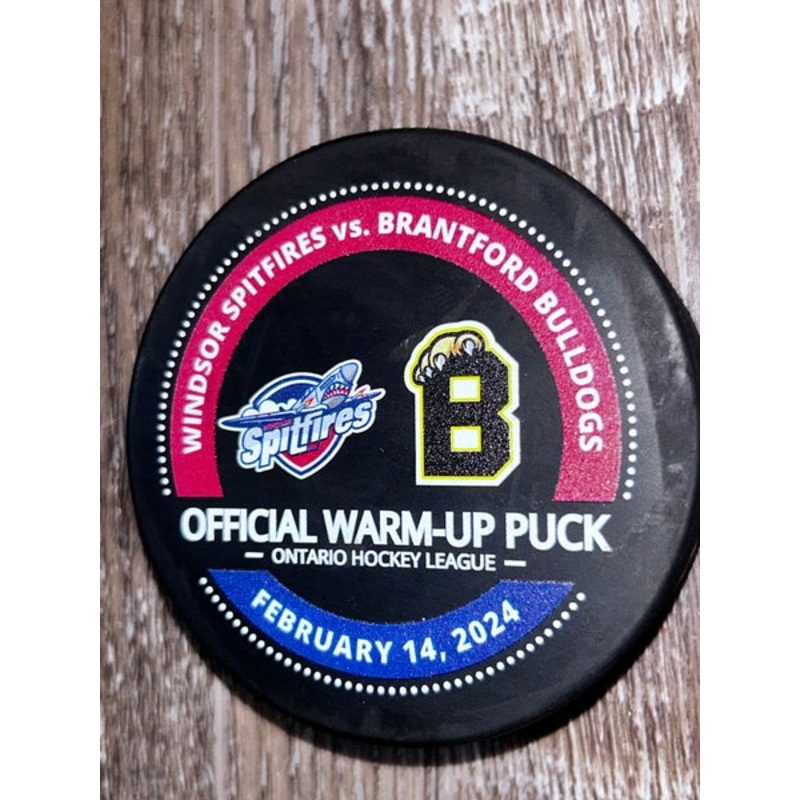 WINDSOR SPITFIRES vs. BRANTFORD BULLDOGS
Spitfires
B
OFFICIAL WARM-UP PUCK
— ONTARIO HOCKEY LEAGUE —
FEBRUARY 14, 2024